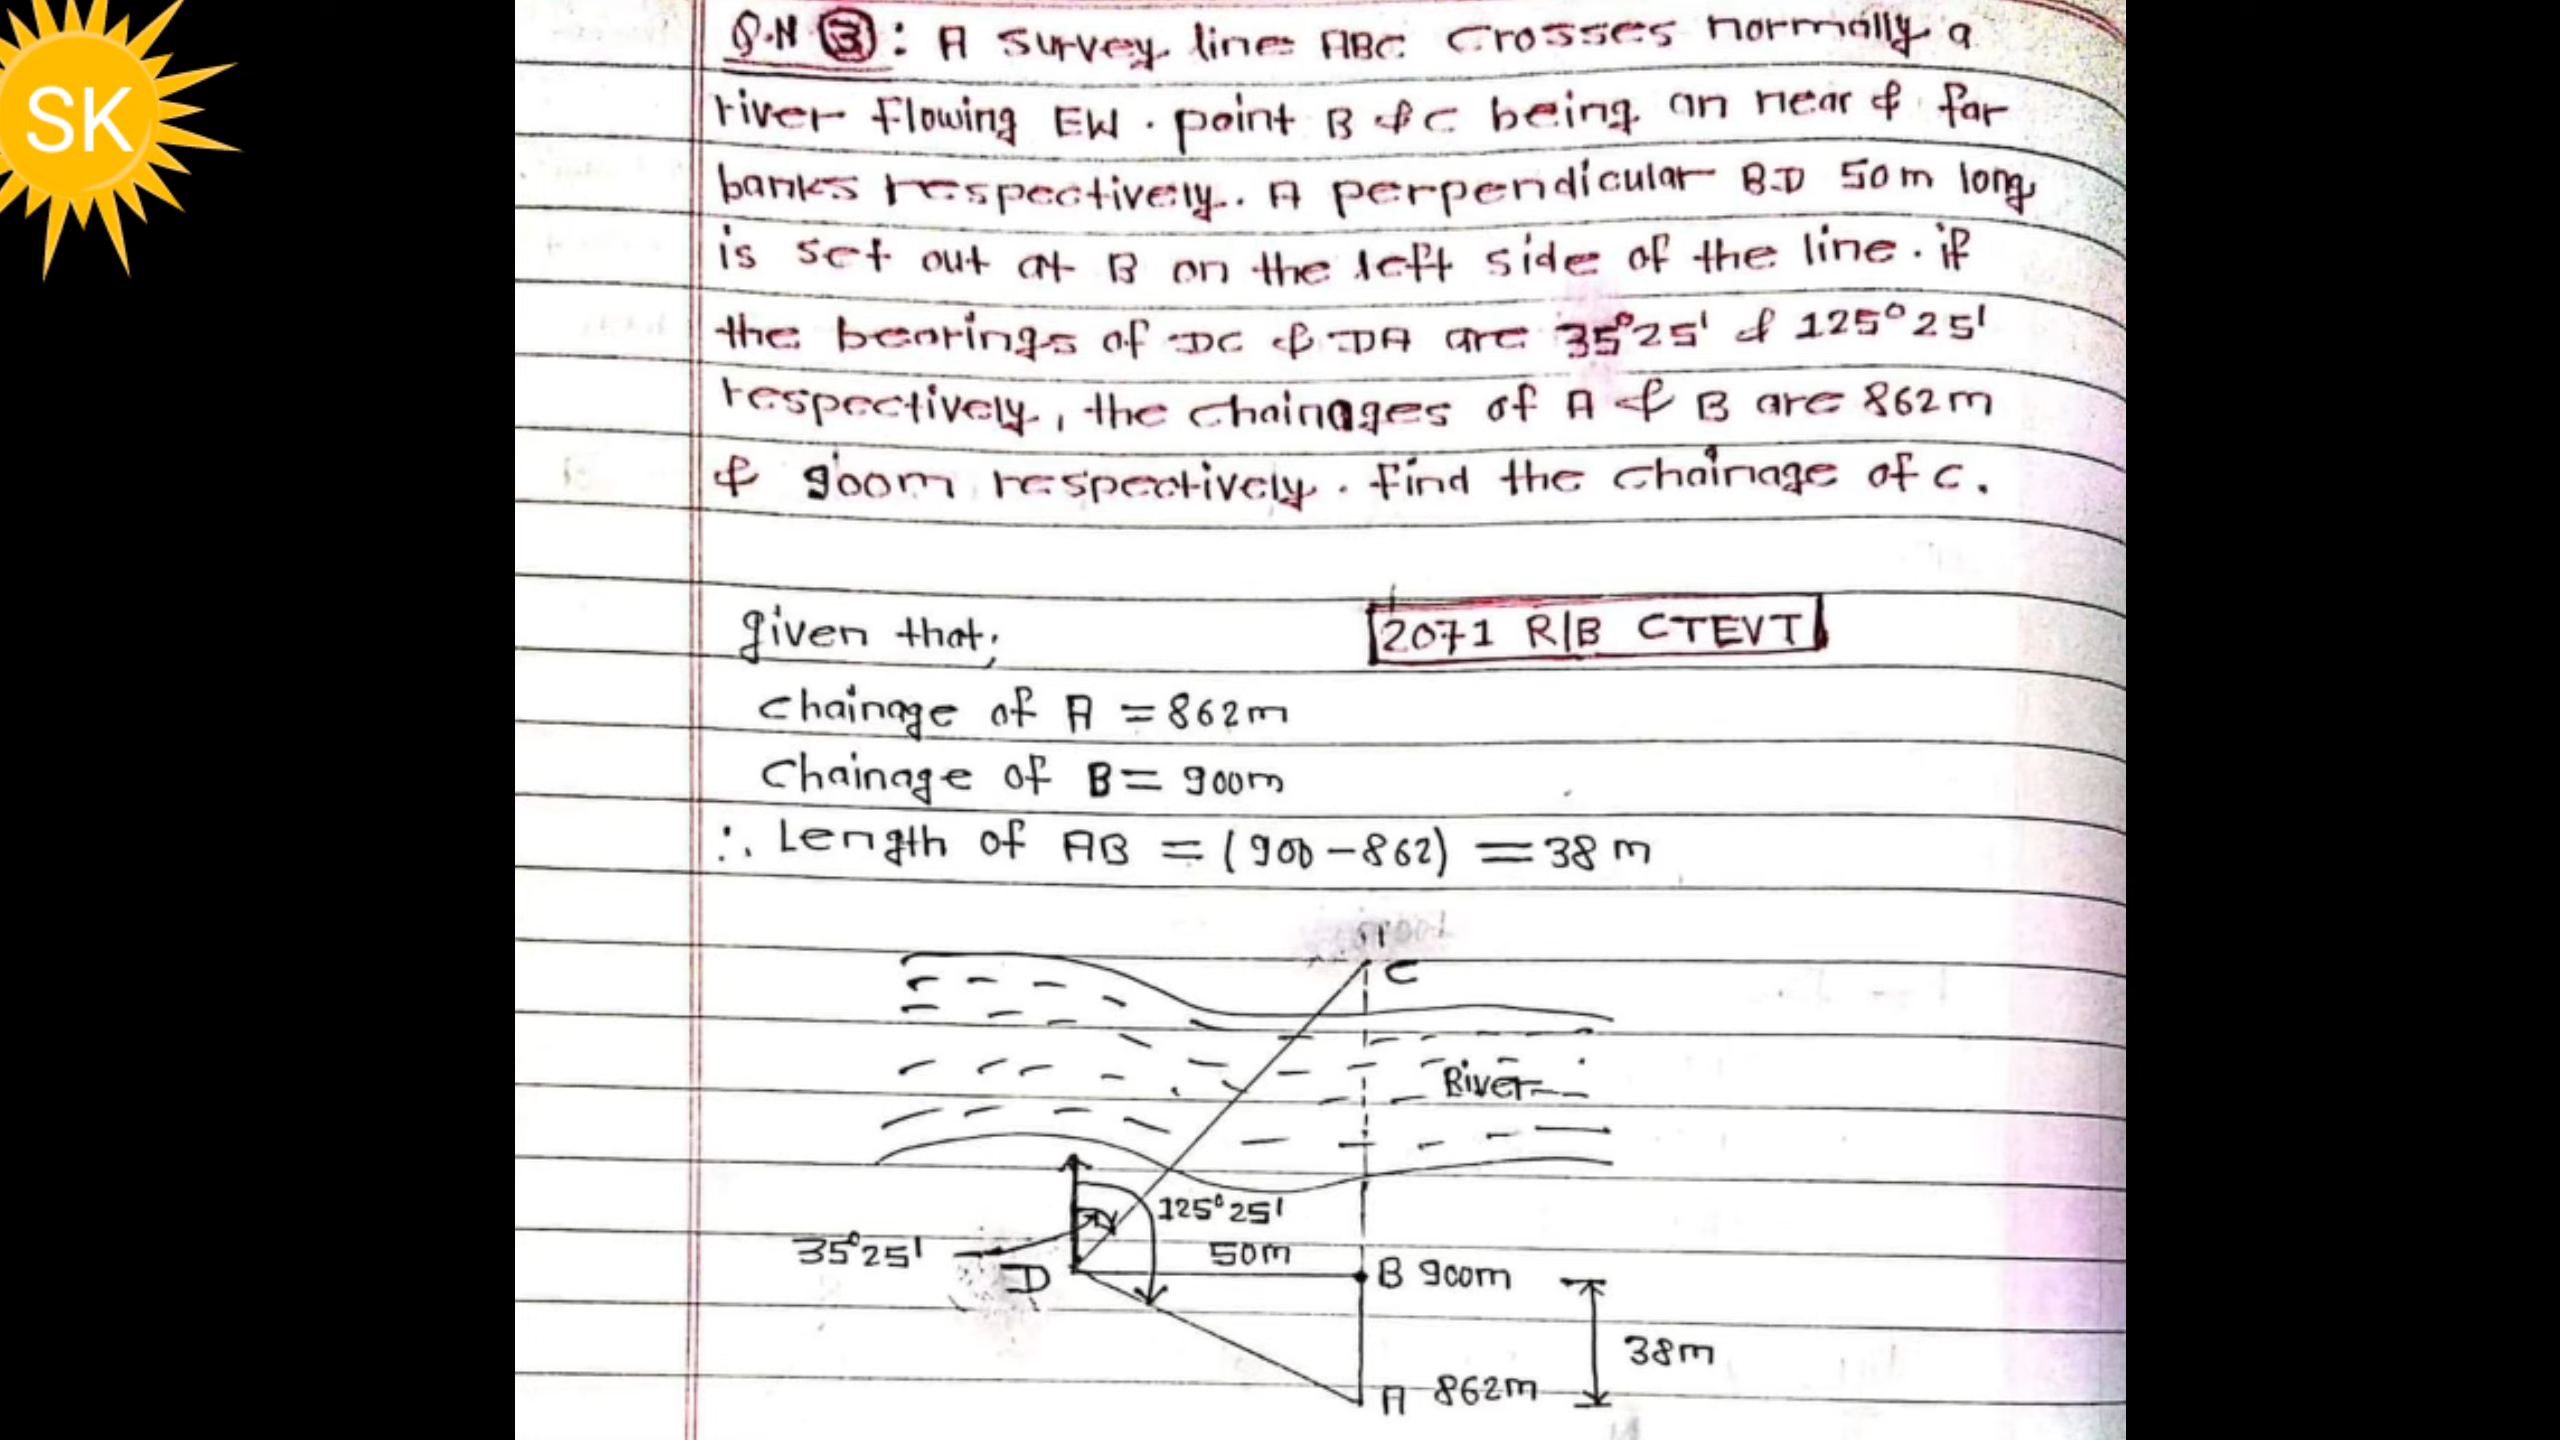 SK
Q.N ③: A survey line ABC crosses normally a
river flowing EW. point B & C being an near & far
banks respectively. A perpendicular BD 50m long
is set out at B on the left side of the line. if
the bearings of DC & DA are 35°25' & 125°25'
respectively, the chainages of A & B are 862m
& 900m respectively. find the chainage of C.
given that;
2071 R/B CTEVT
Chainage of A = 862m
Chainage of B = 900m
∴ Length of AB = (900-862) = 38 m
C
River
125°25'
35°25'
50m
D
B 900m
38m
A 862m